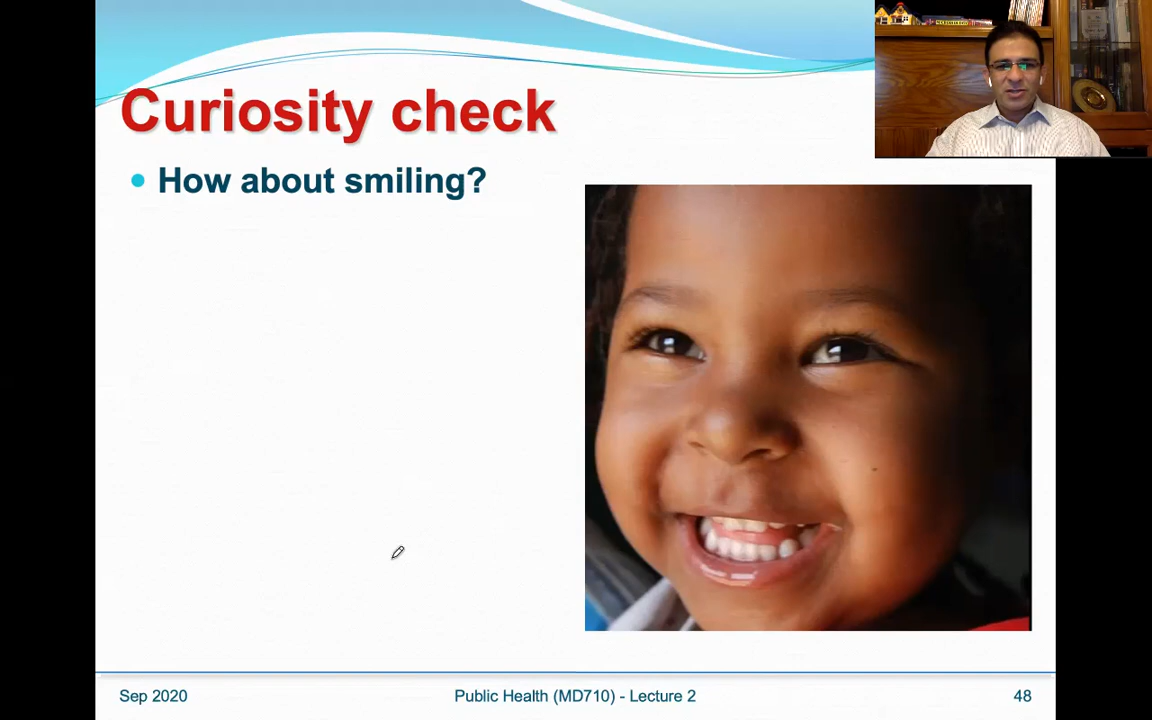 Curiosity check
How about smiling?
Sep 2020
Public Health (MD710) - Lecture 2
48